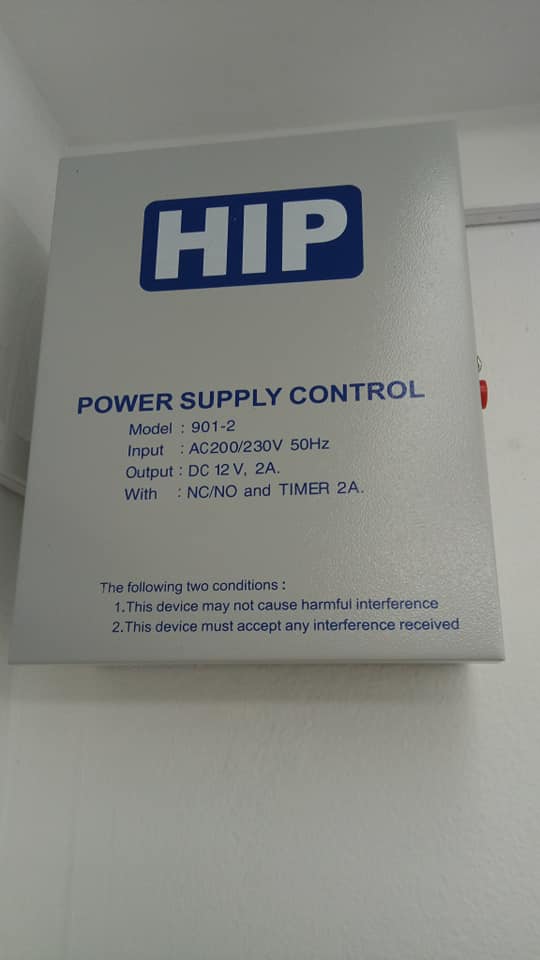 HIP
POWER SUPPLY CONTROL
Model : 901-2
Input : AC200/230V 50Hz
Output : DC 12 V, 2A.
With : NC/NO and TIMER 2A.
The following two conditions :
1.This device may not cause harmful interference
2.This device must accept any interference received